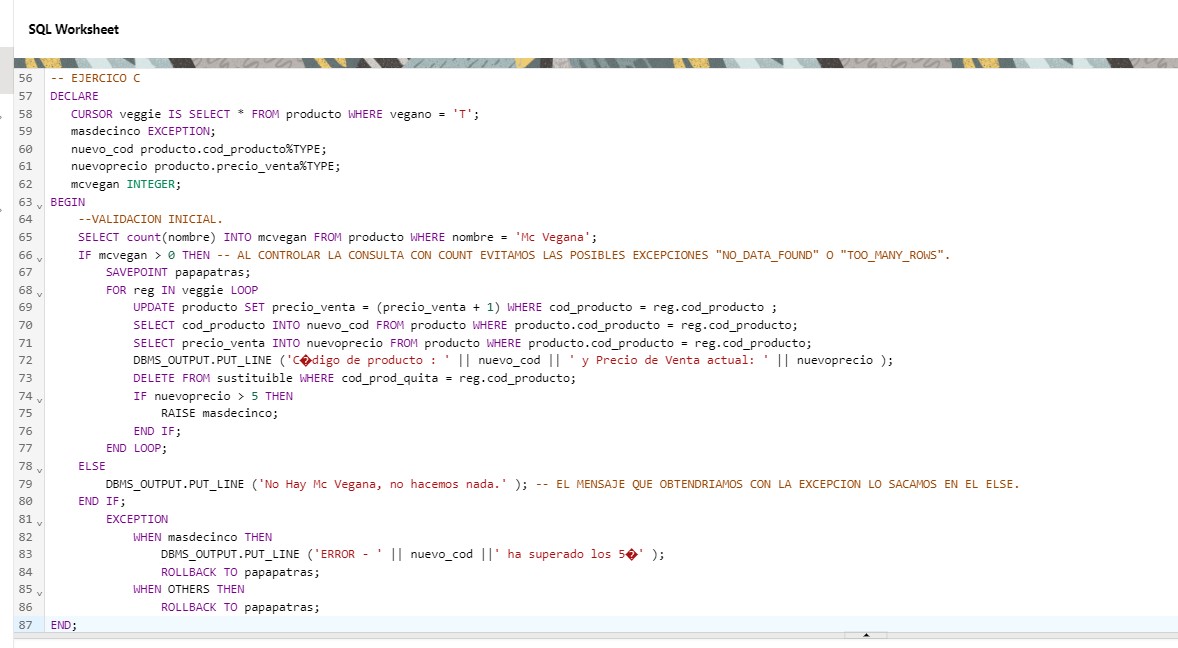 SQL Worksheet
56 -- EJERCICO C
57 DECLARE
58 CURSOR veggie IS SELECT * FROM producto WHERE vegano = 'T';
59 masdecinco EXCEPTION;
60 nuevo_cod producto.cod_producto%TYPE;
61 nuevoprecio producto.precio_venta%TYPE;
62 mcvegan INTEGER;
63 BEGIN
64 --VALIDACION INICIAL.
65 SELECT count(nombre) INTO mcvegan FROM producto WHERE nombre = 'Mc Vegana';
66 IF mcvegan > 0 THEN -- AL CONTROLAR LA CONSULTA CON COUNT EVITAMOS LAS POSIBLES EXCEPCIONES "NO_DATA_FOUND" O "TOO_MANY_ROWS".
67 SAVEPOINT papapatras;
68 FOR reg IN veggie LOOP
69 UPDATE producto SET precio_venta = (precio_venta + 1) WHERE cod_producto = reg.cod_producto ;
70 SELECT cod_producto INTO nuevo_cod FROM producto WHERE producto.cod_producto = reg.cod_producto;
71 SELECT precio_venta INTO nuevoprecio FROM producto WHERE producto.cod_producto = reg.cod_producto;
72 DBMS_OUTPUT.PUT_LINE ('C�digo de producto : ' || nuevo_cod || ' y Precio de Venta actual: ' || nuevoprecio );
73 DELETE FROM sustituible WHERE cod_prod_quita = reg.cod_producto;
74 IF nuevoprecio > 5 THEN
75 RAISE masdecinco;
76 END IF;
77 END LOOP;
78 ELSE
79 DBMS_OUTPUT.PUT_LINE ('No Hay Mc Vegana, no hacemos nada.' ); -- EL MENSAJE QUE OBTENDRIAMOS CON LA EXCEPCION LO SACAMOS EN EL ELSE.
80 END IF;
81 EXCEPTION
82 WHEN masdecinco THEN
83 DBMS_OUTPUT.PUT_LINE ('ERROR - ' || nuevo_cod ||' ha superado los 5�' );
84 ROLLBACK TO papapatras;
85 WHEN OTHERS THEN
86 ROLLBACK TO papapatras;
87 END;